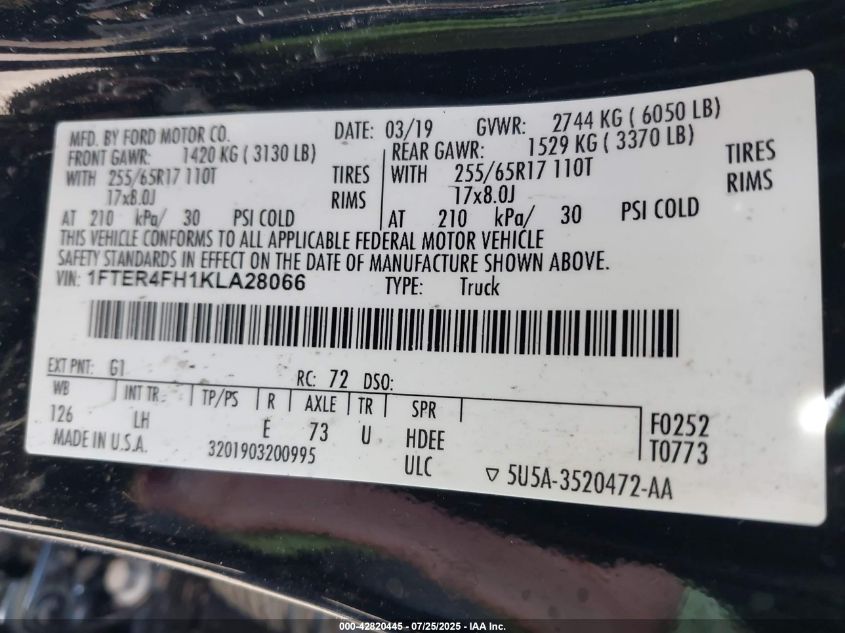 MFD. BY FORD MOTOR CO. DATE: 03/19 GVWR: 2744 KG ( 6050 LB)
FRONT GAWR: 1420 KG ( 3130 LB) REAR GAWR: 1529 KG ( 3370 LB)
WITH 255/65R17 110T TIRES WITH 255/65R17 110T TIRES
17x8.0J RIMS 17x8.0J RIMS
AT 210 kPa/ 30 PSI COLD AT 210 kPa/ 30 PSI COLD
THIS VEHICLE CONFORMS TO ALL APPLICABLE FEDERAL MOTOR VEHICLE
SAFETY STANDARDS IN EFFECT ON THE DATE OF MANUFACTURE SHOWN ABOVE.
VIN: 1FTER4FH1KLA28066 TYPE: Truck
EXT PNT: G1 RC: 72 DSO:
WB INT TR. TP/PS R AXLE TR SPR
126 LH E 73 U HDEE F0252
MADE IN U.S.A. 3201903200995 ULC T0773
5U5A-3520472-AA
000-42820445 - 07/25/2025 - IAA Inc.